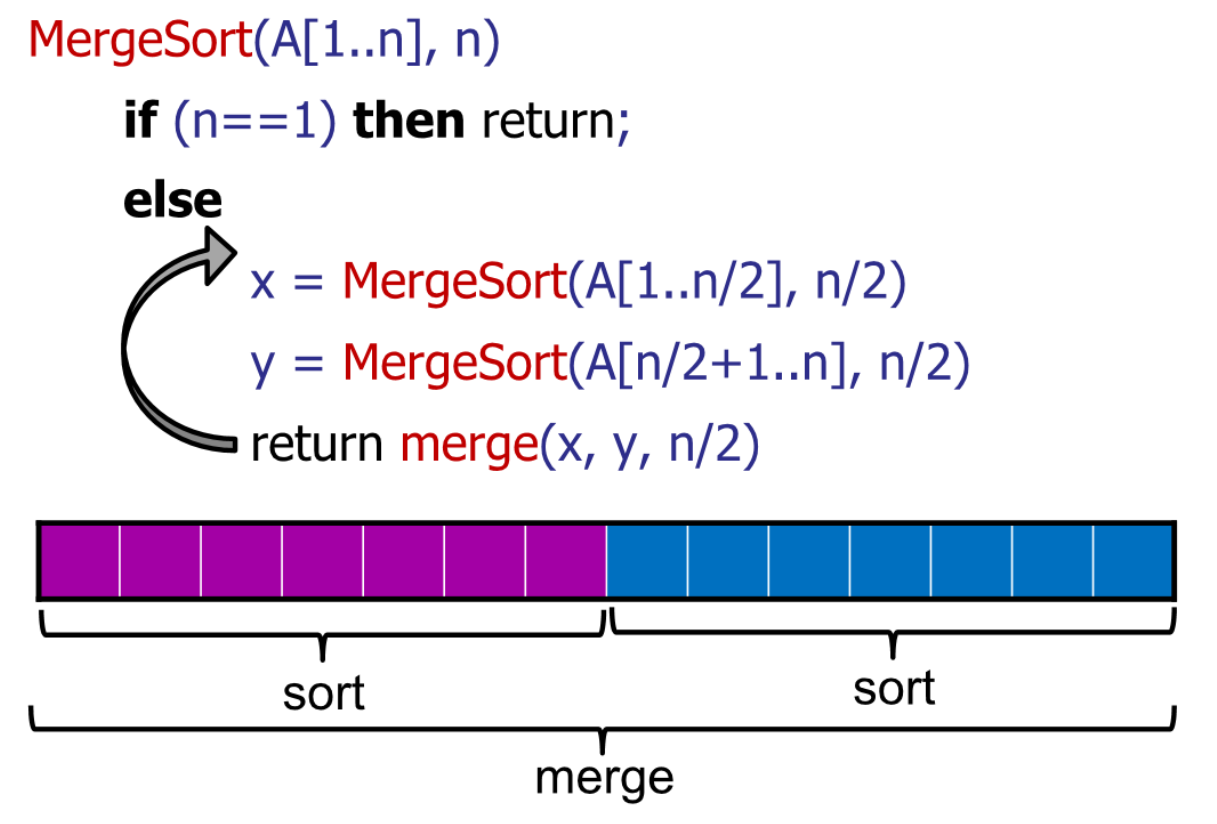 MergeSort(A[1..n], n)
if (n==1) then return;
else
x = MergeSort(A[1..n/2], n/2)
y = MergeSort(A[n/2+1..n], n/2)
return merge(x, y, n/2)
sort
sort
merge